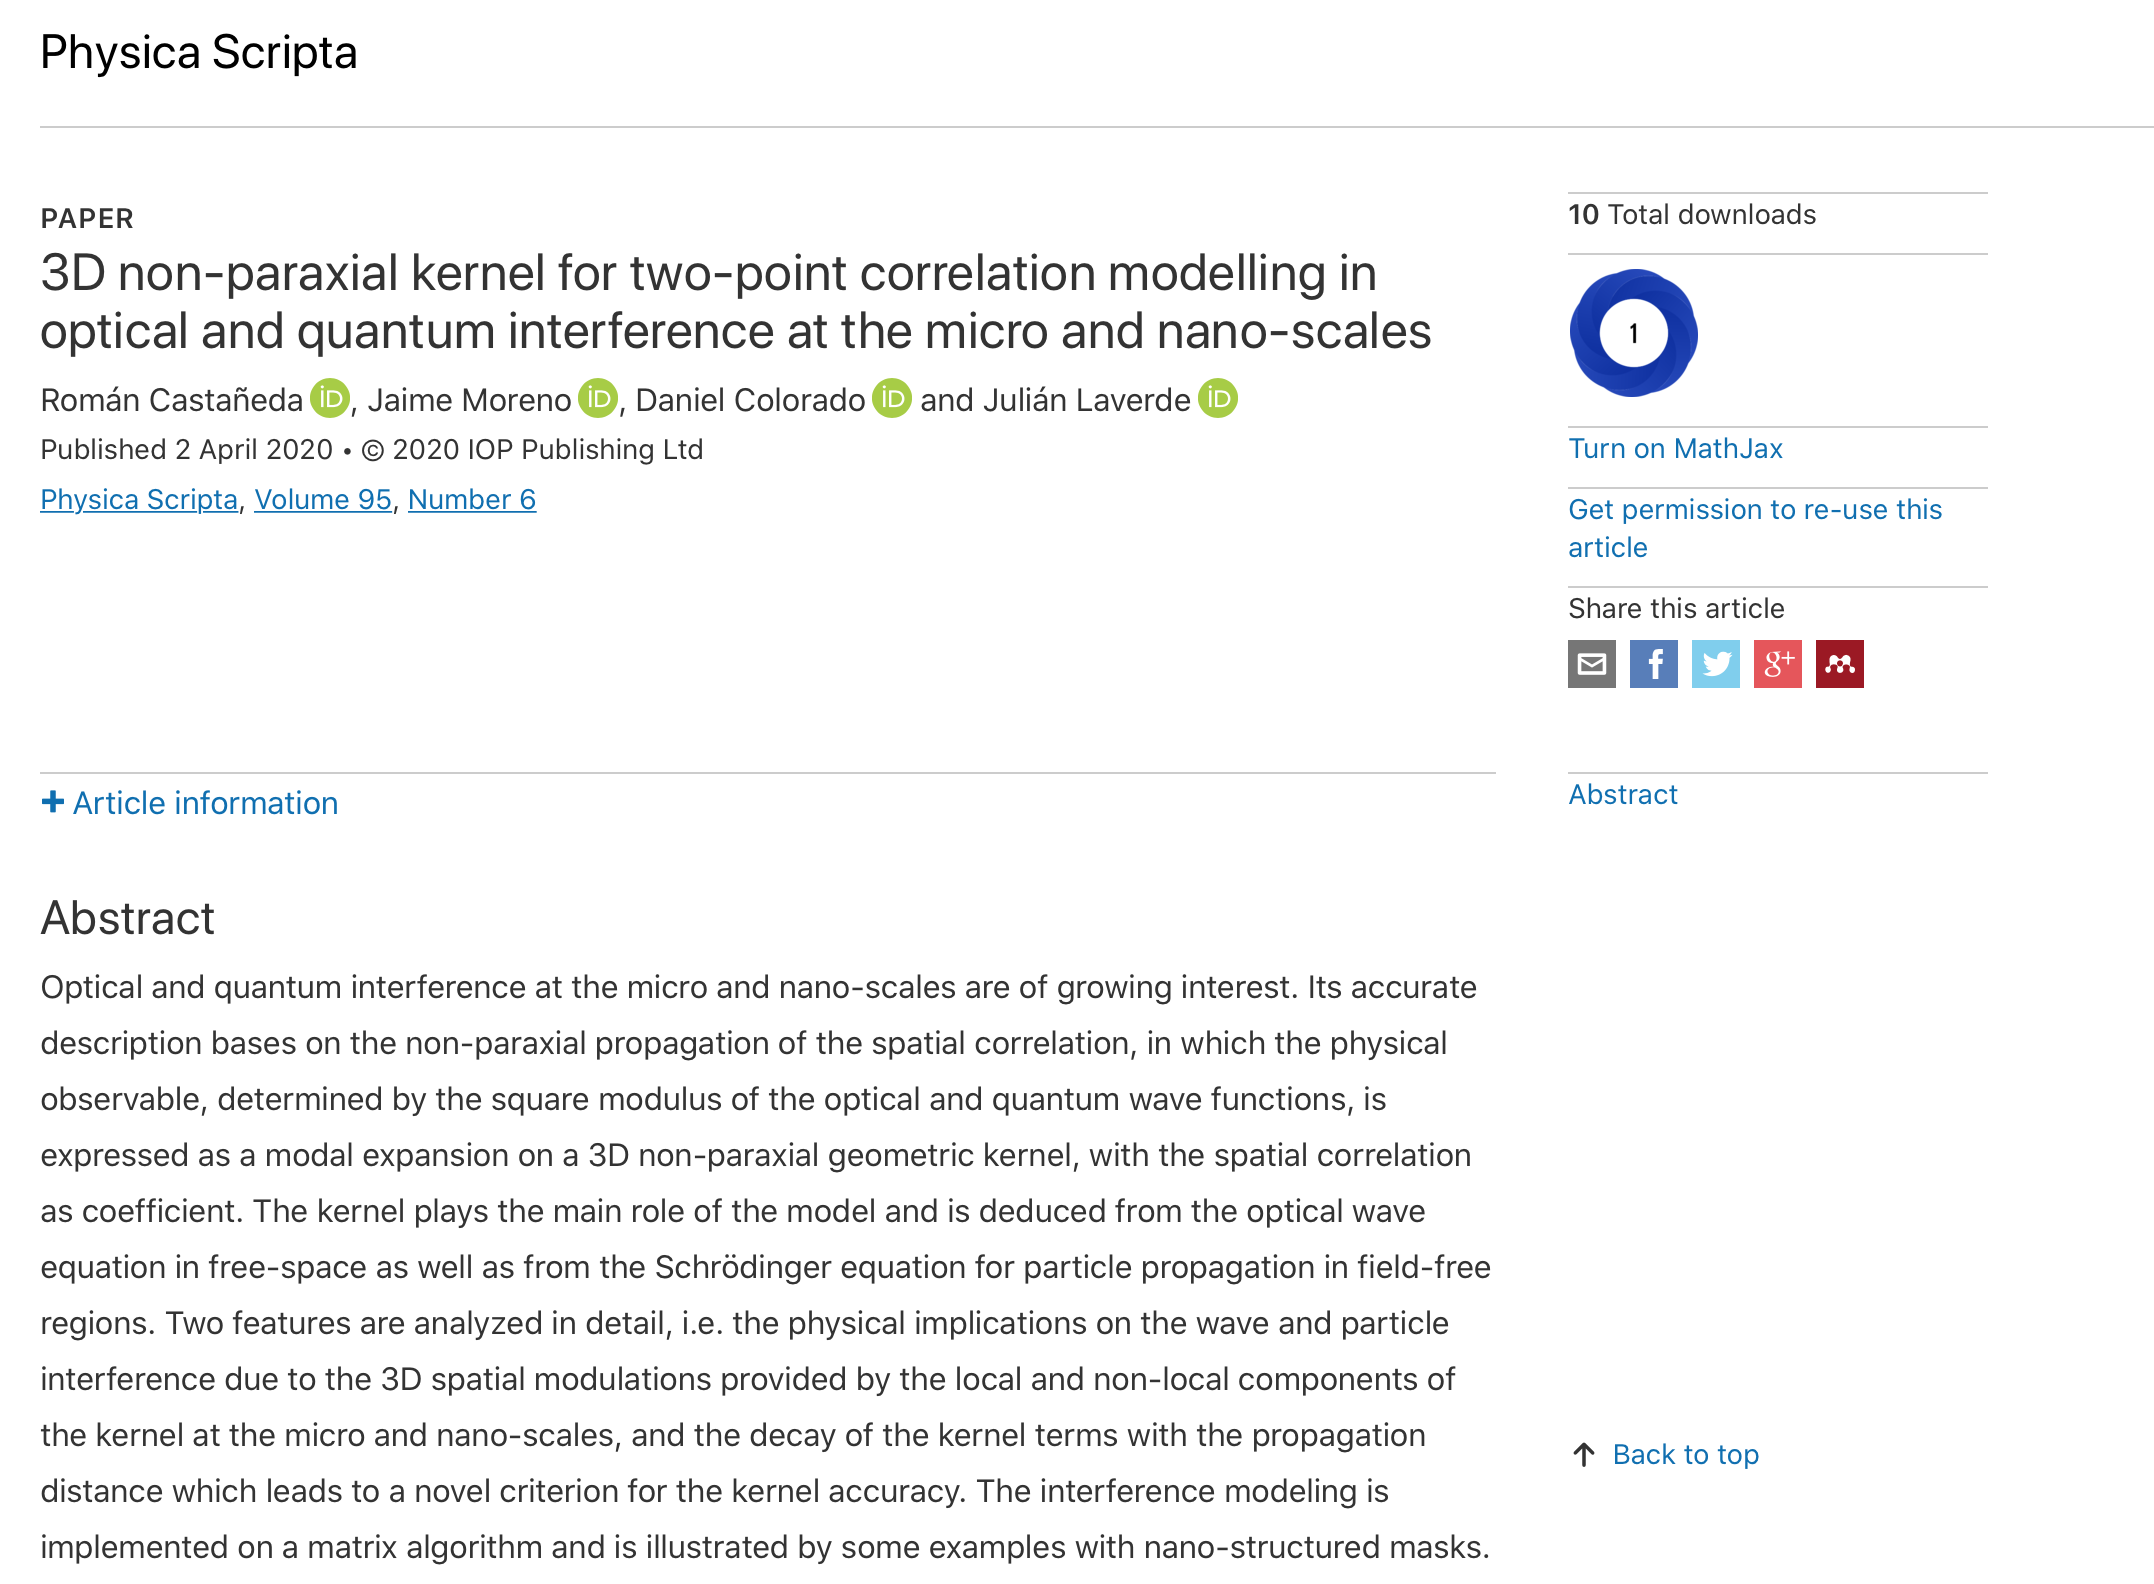 Physica Scripta
PAPER
3D non-paraxial kernel for two-point correlation modelling in
optical and quantum interference at the micro and nano-scales
Román Castañeda iD, Jaime Moreno iD, Daniel Colorado iD and Julián Laverde iD
Published 2 April 2020 • © 2020 IOP Publishing Ltd
Physica Scripta, Volume 95, Number 6
10 Total downloads
1
Turn on MathJax
Get permission to re-use this
article
Share this article
f g+
+ Article information
Abstract
Abstract
Optical and quantum interference at the micro and nano-scales are of growing interest. Its accurate
description bases on the non-paraxial propagation of the spatial correlation, in which the physical
observable, determined by the square modulus of the optical and quantum wave functions, is
expressed as a modal expansion on a 3D non-paraxial geometric kernel, with the spatial correlation
as coefficient. The kernel plays the main role of the model and is deduced from the optical wave
equation in free-space as well as from the Schrödinger equation for particle propagation in field-free
regions. Two features are analyzed in detail, i.e. the physical implications on the wave and particle
interference due to the 3D spatial modulations provided by the local and non-local components of
the kernel at the micro and nano-scales, and the decay of the kernel terms with the propagation
distance which leads to a novel criterion for the kernel accuracy. The interference modeling is
implemented on a matrix algorithm and is illustrated by some examples with nano-structured masks.
↑ Back to top